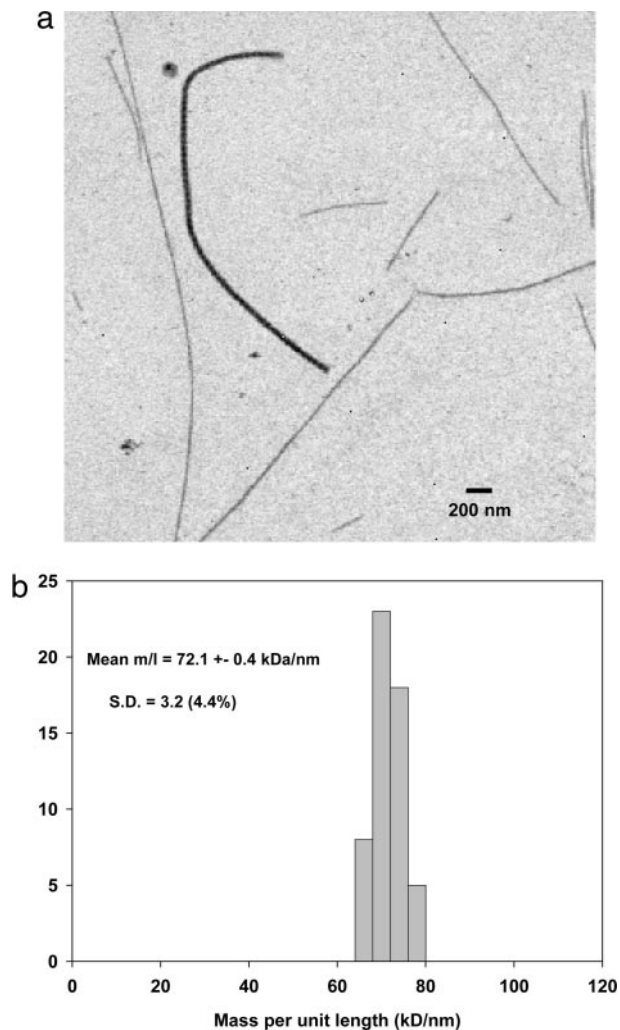 a
200 nm
b
25
20
15
10
5
0
Mean m/l = 72.1 +- 0.4 kDa/nm
S.D. = 3.2 (4.4%)
0 20 40 60 80 100 120
Mass per unit length (kD/nm)